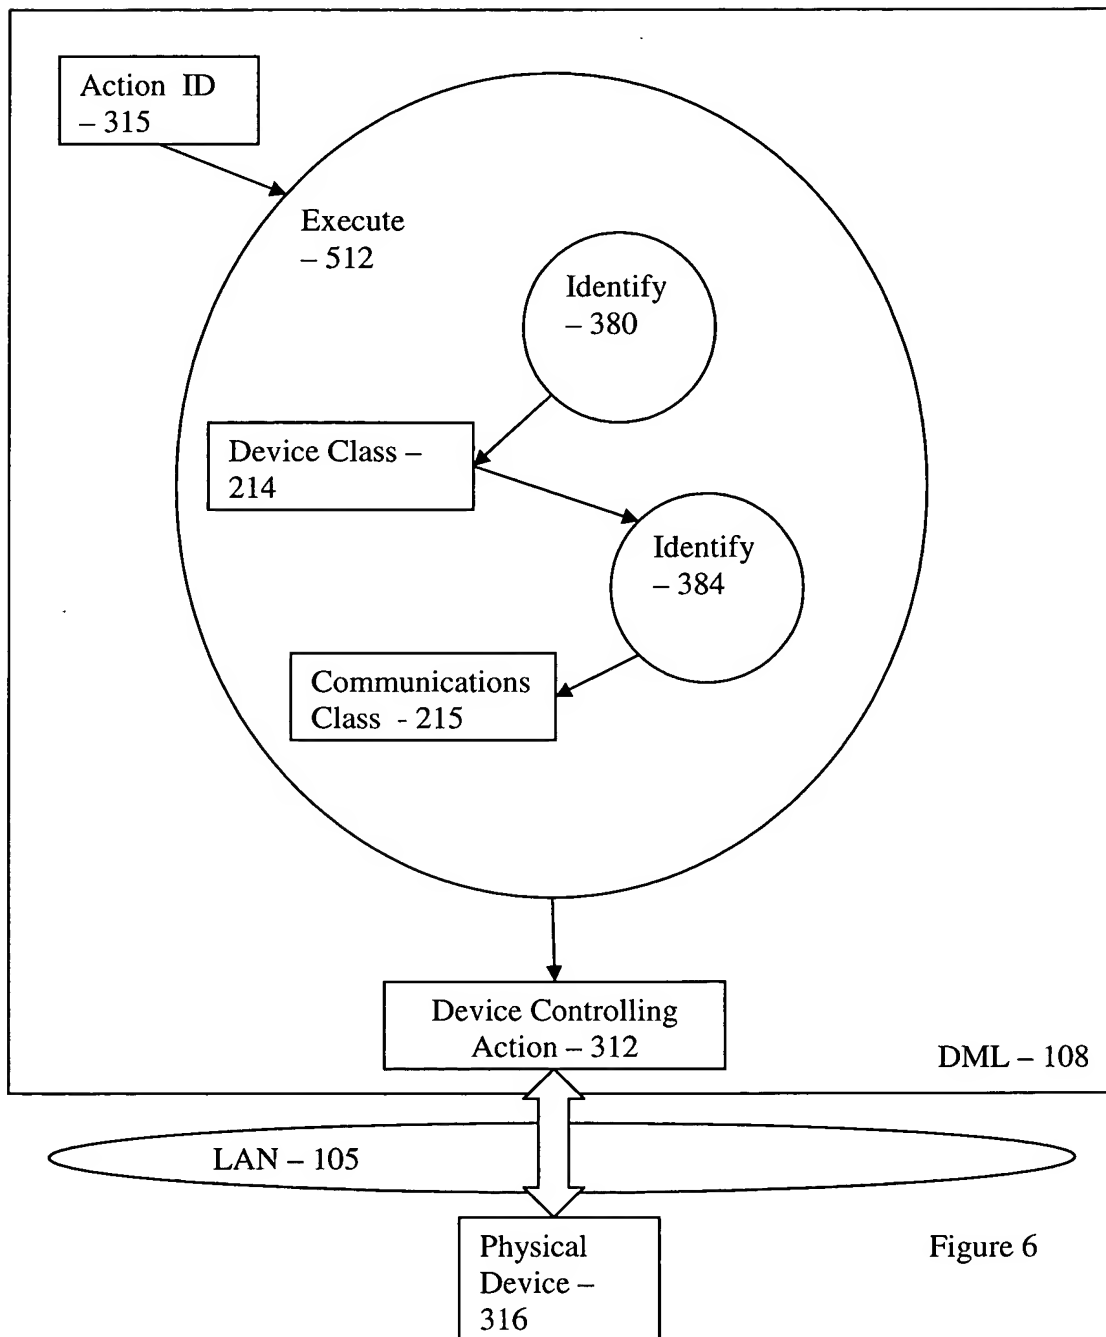 Action ID
– 315
Execute
– 512
Identify
– 380
Device Class –
214
Identify
– 384
Communications
Class - 215
Device Controlling
Action – 312
DML – 108
LAN – 105
Physical
Device –
316
Figure 6